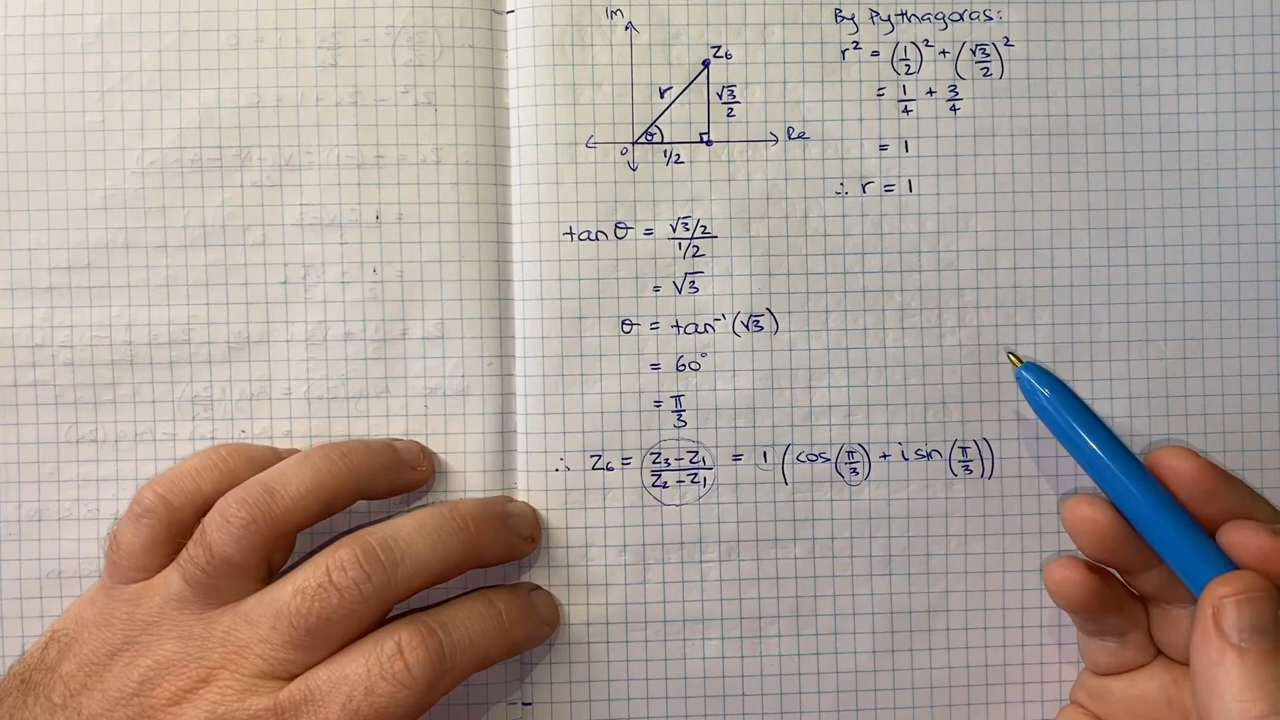 Im
Z₆
r
√3/2
θ
Re
0
1/2
By Pythagoras:
r² = (1/2)² + (√3/2)²
= 1/4 + 3/4
= 1
∴ r = 1
tan θ = (√3/2)/(1/2)
= √3
θ = tan⁻¹(√3)
= 60°
= π/3
∴ Z₆ = (Z₃ - Z₁)/(Z₂ - Z₁) = 1 (cos(π/3) + i sin(π/3))